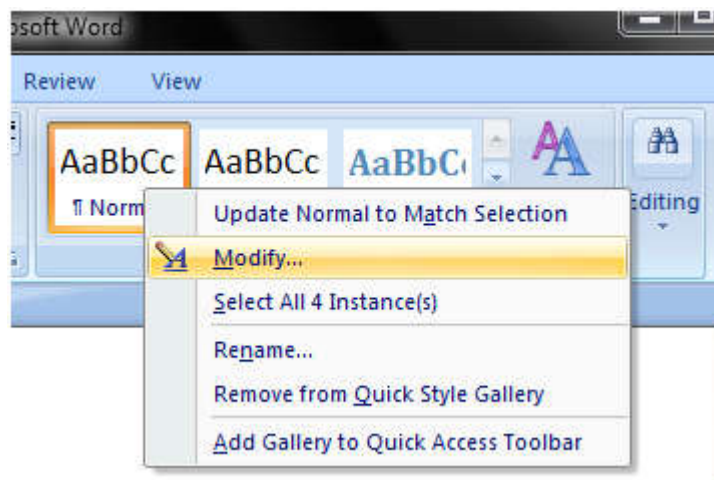 osoft Word
Review View
AaBbCc AaBbCc AaBbC
¶ Norm
Editing
Update Normal to Match Selection
Modify...
Select All 4 Instance(s)
Rename...
Remove from Quick Style Gallery
Add Gallery to Quick Access Toolbar